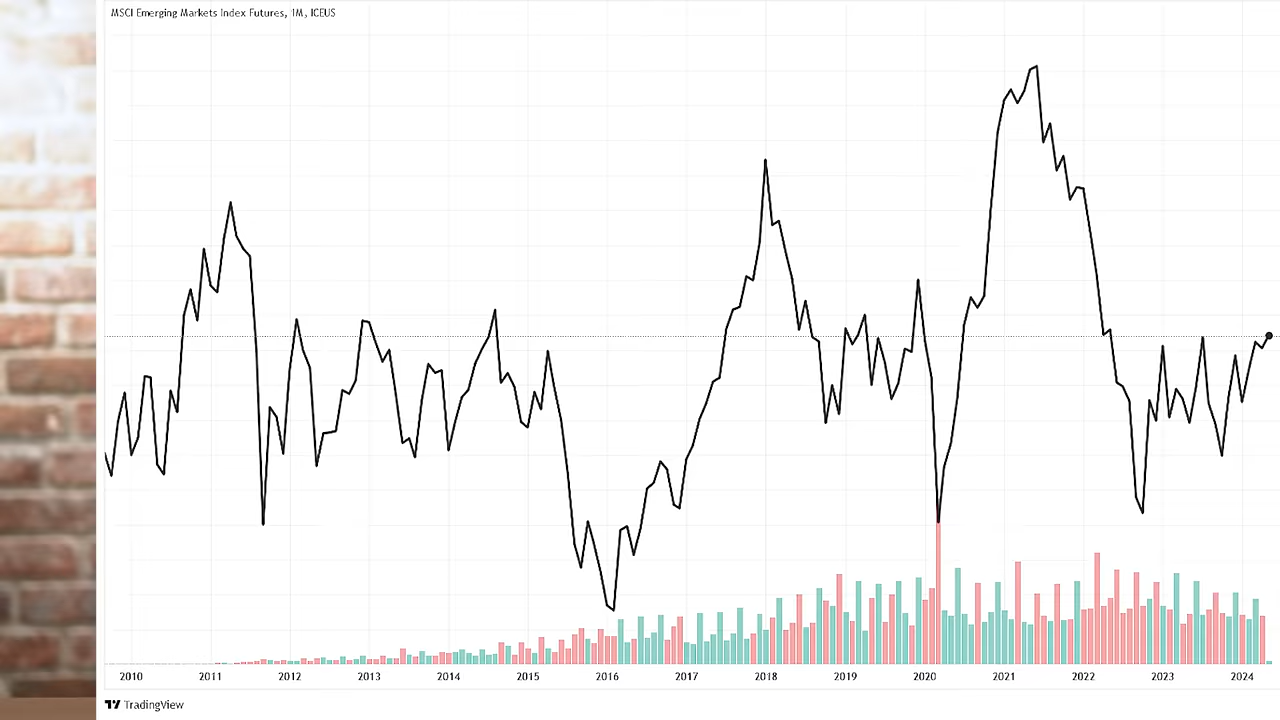 MSCI Emerging Markets Index Futures, 1M, ICEUS
2010 2011 2012 2013 2014 2015 2016 2017 2018 2019 2020 2021 2022 2023 2024
TradingView